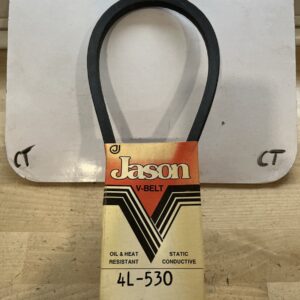 CT
CT
Jason
V-BELT
OIL & HEAT
RESISTANT
STATIC
CONDUCTIVE
4L-530